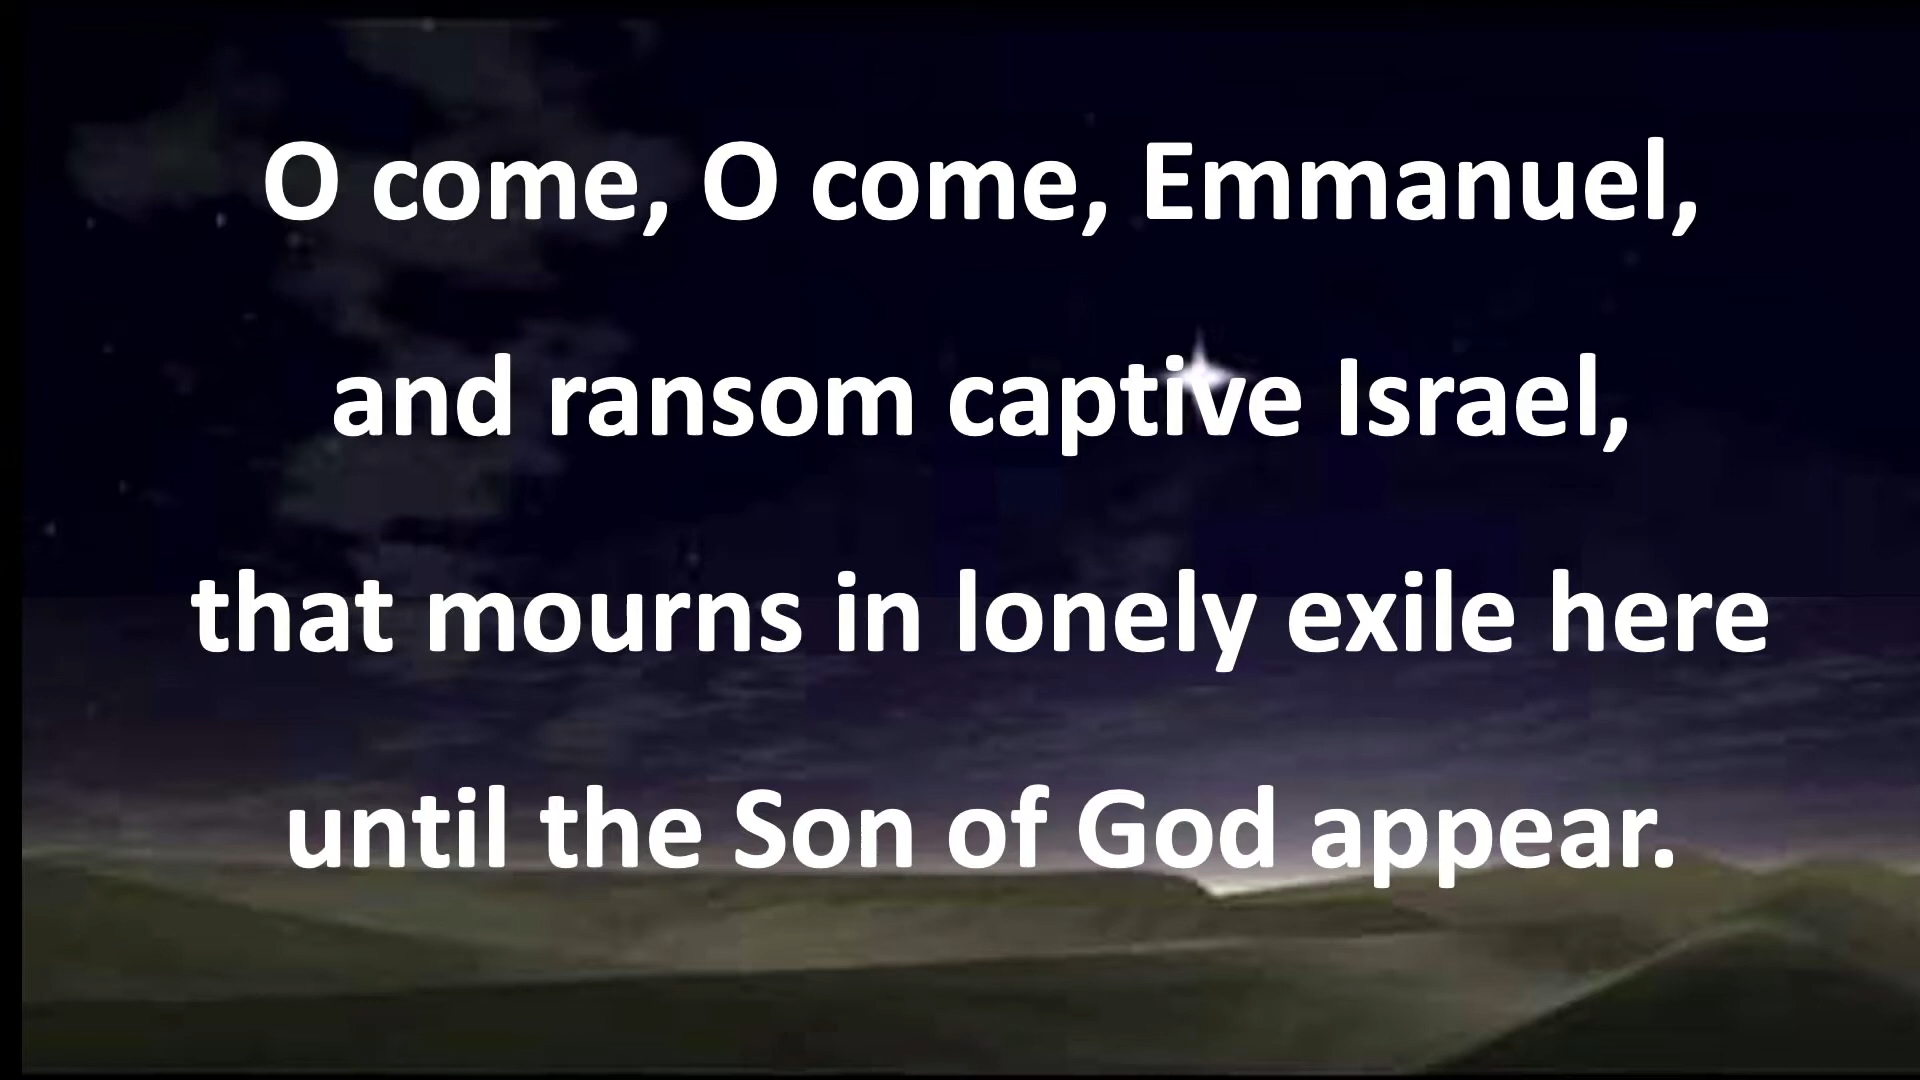 O come, O come, Emmanuel,
and ransom captive Israel,
that mourns in lonely exile here
until the Son of God appear.